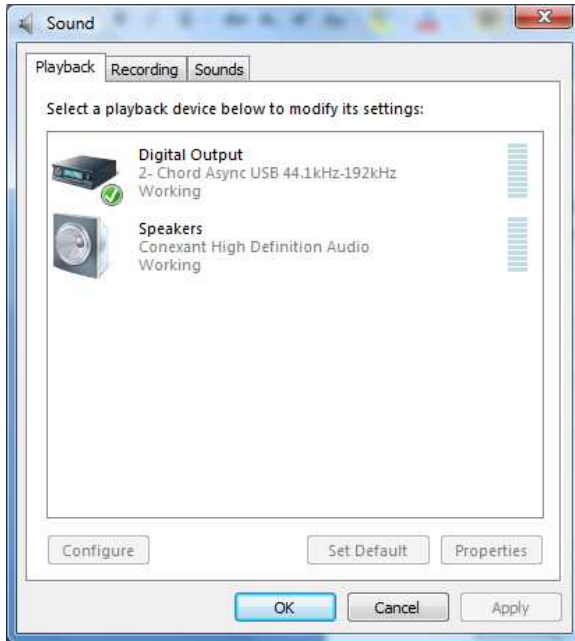 Sound
Playback
Recording
Sounds
Select a playback device below to modify its settings:
Digital Output
2- Chord Async USB 44.1kHz-192kHz
Working
Speakers
Conexant High Definition Audio
Working
Configure
Set Default
Properties
OK
Cancel
Apply